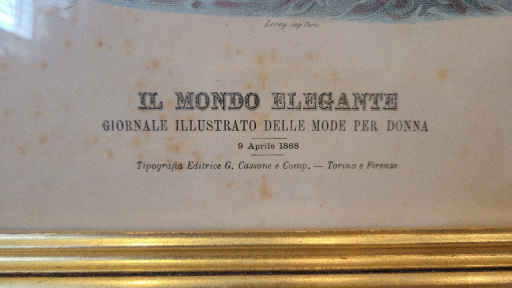 Leroy imp. Paris
IL MONDO ELEGANTE
GIORNALE ILLUSTRATO DELLE MODE PER DONNA
9 Aprile 1868
Tipografia Editrice G. Cassone e Comp. — Torino e Firenze